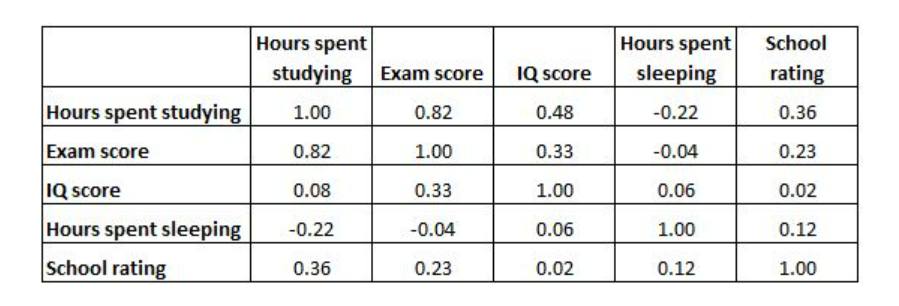 Hours spent studying Exam score IQ score Hours spent sleeping School rating
Hours spent studying 1.00 0.82 0.48 -0.22 0.36
Exam score 0.82 1.00 0.33 -0.04 0.23
IQ score 0.08 0.33 1.00 0.06 0.02
Hours spent sleeping -0.22 -0.04 0.06 1.00 0.12
School rating 0.36 0.23 0.02 0.12 1.00